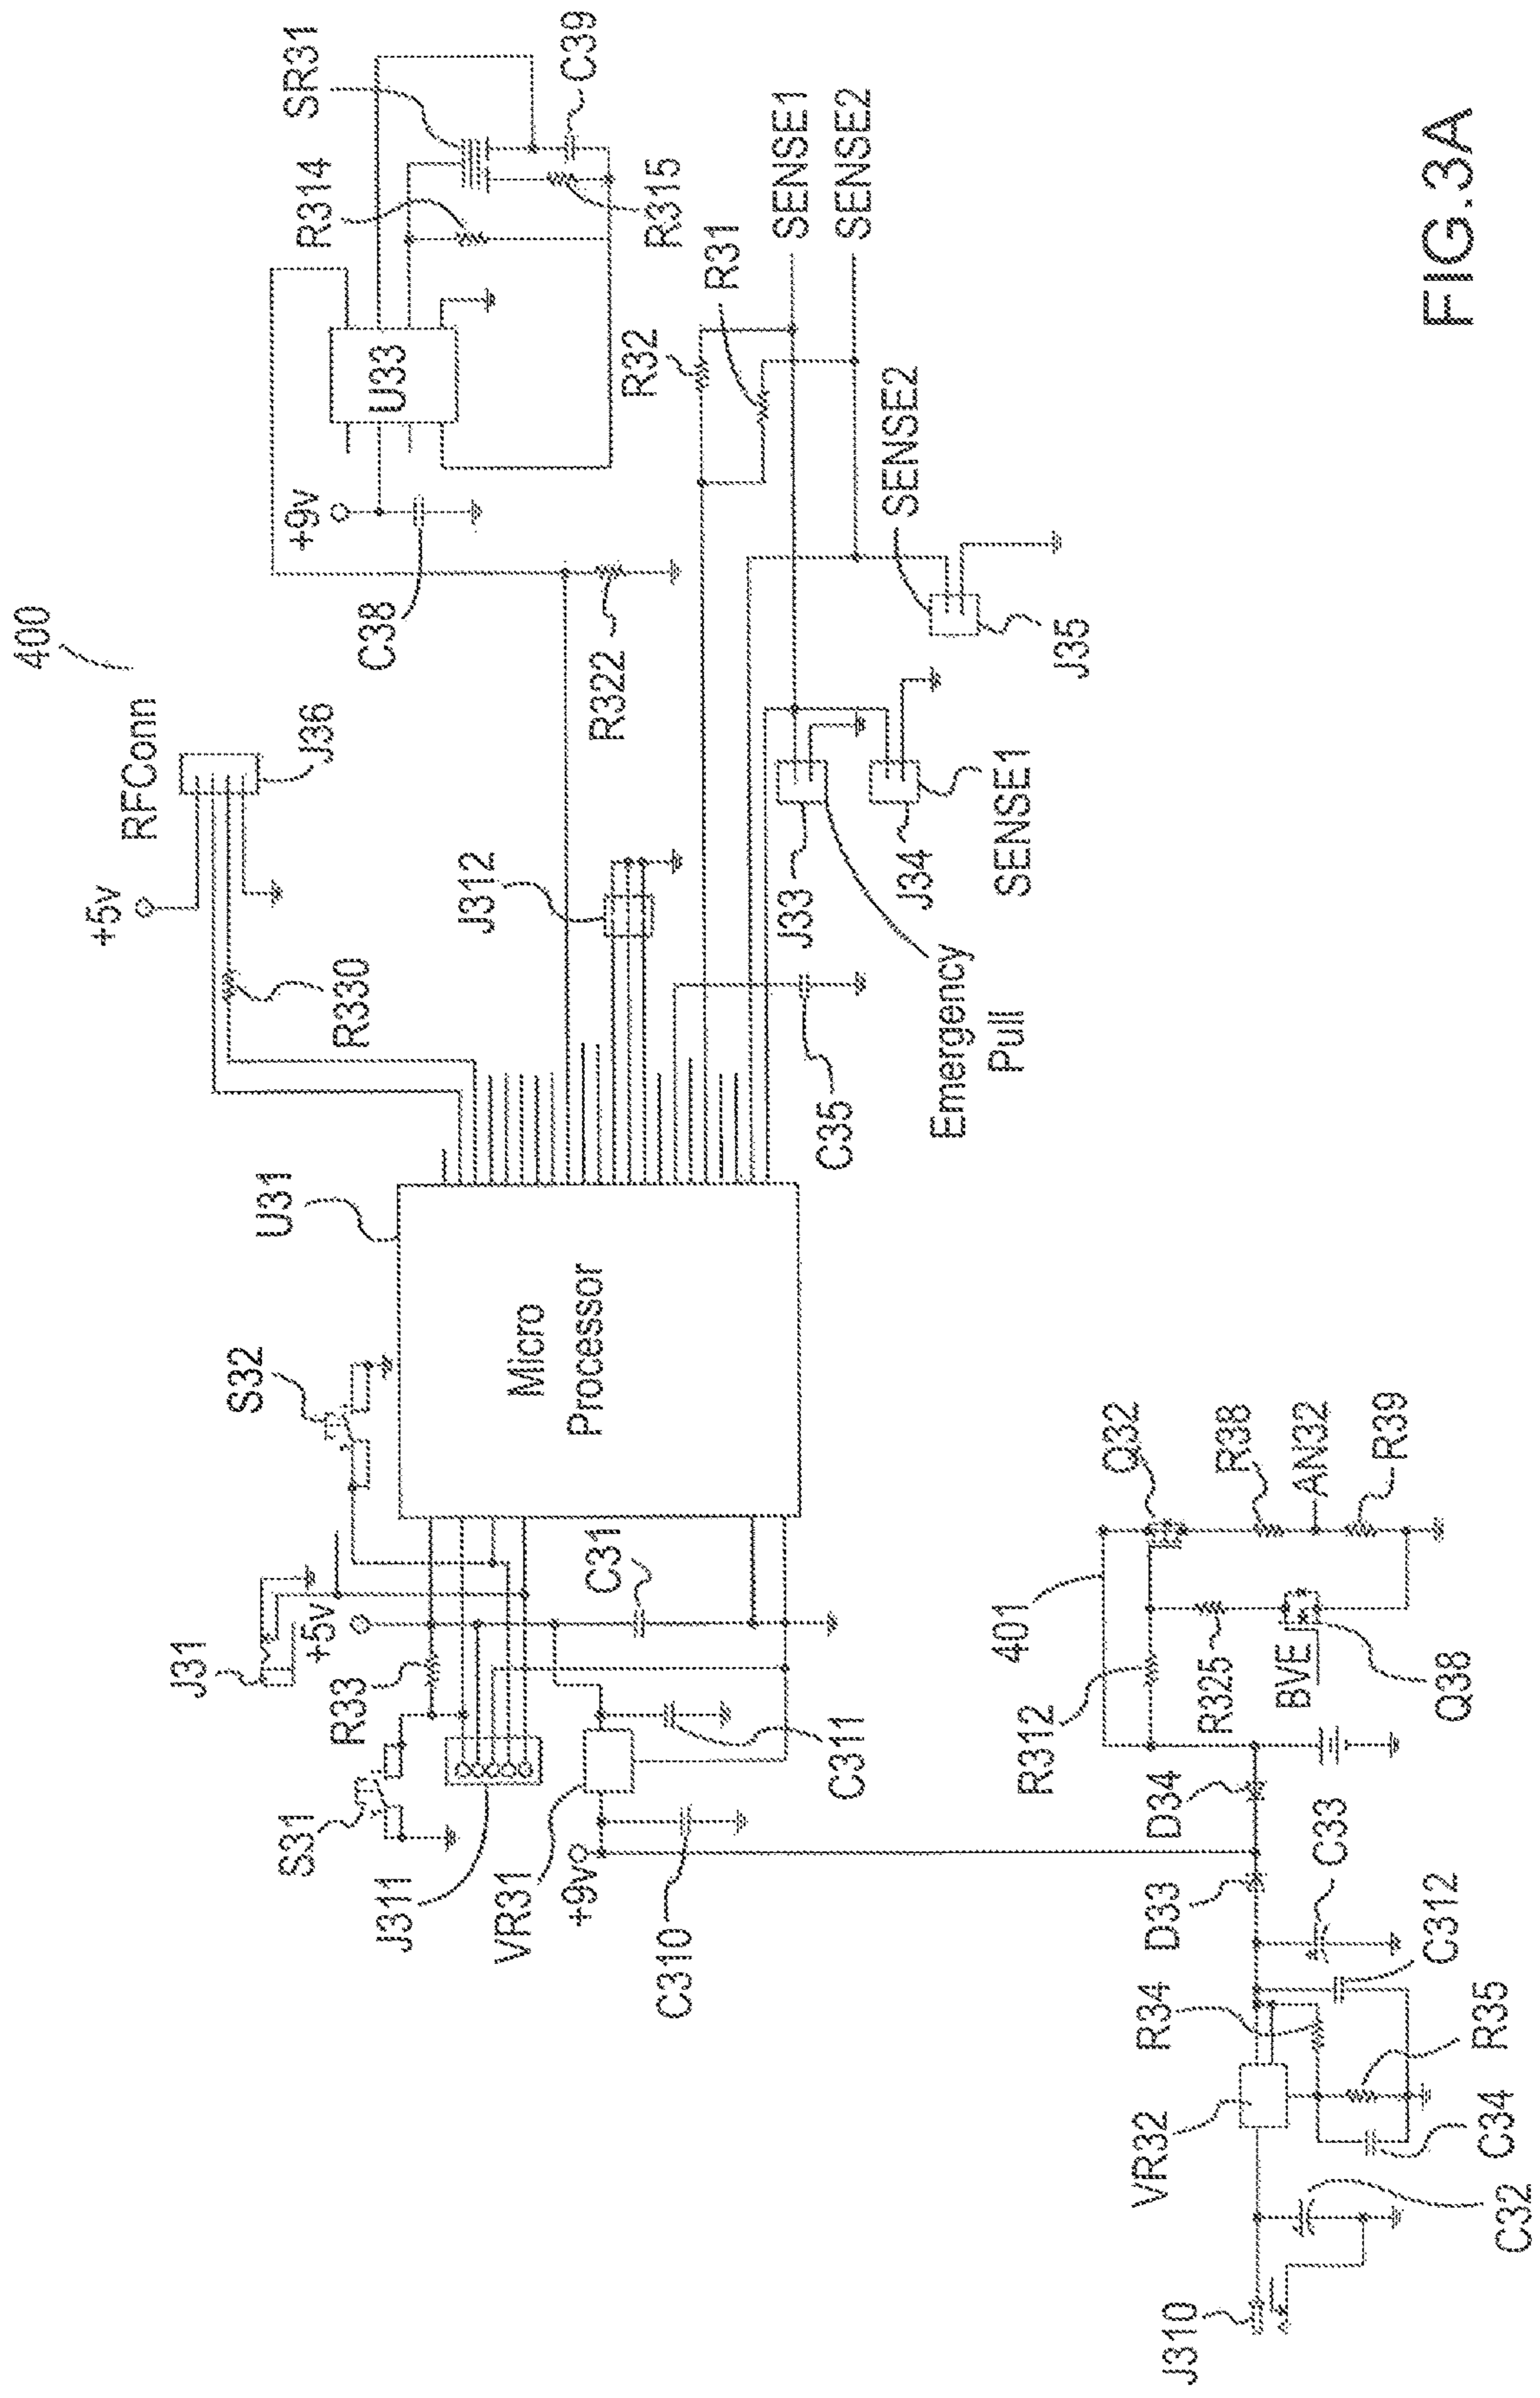 400
RFConn
+5v
J36
R330
U31
Micro
Processor
S32
J31
+5v
R33
S31
J311
VR31
+9v
C310
C311
C31
J312
C35
R322
C38
+9v
U33
R314
SR31
C39
R315
R32
R31
SENSE1
SENSE2
SENSE2
J35
J33
J34
SENSE1
Emergency
Pull
401
Q32
R38
AN32
R39
R312
R325
BVE
Q38
D34
D33
C33
C312
R34
R35
VR32
C34
C32
J310
FIG.3A